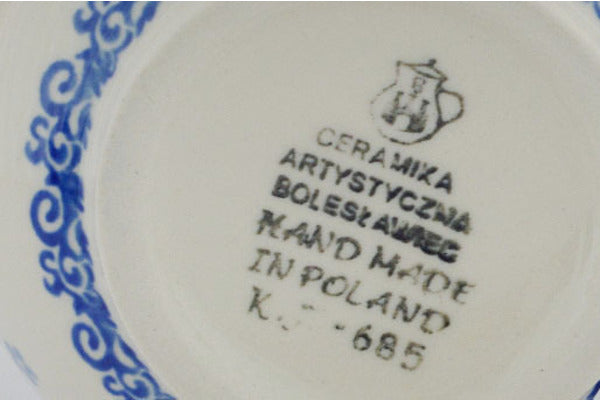 CERAMIKA
ARTYSTYCZNA
BOLESŁAWIEC
HAND MADE
IN POLAND